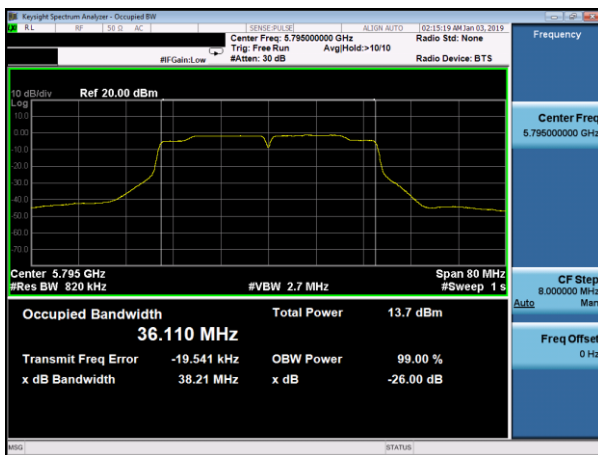 Keysight Spectrum Analyzer - Occupied BW
RL RF 50 Ω AC SENSE:PULSE ALIGN AUTO 02:15:19 AM Jan 03, 2019
Center Freq: 5.795000000 GHz Radio Std: None
Trig: Free Run Avg|Hold:>10/10
#IFGain:Low #Atten: 30 dB Radio Device: BTS
Frequency
10 dB/div Ref 20.00 dBm
Log
10.0
0.00
-10.0
-20.0
-30.0
-40.0
-50.0
-60.0
-70.0
Center 5.795 GHz Span 80 MHz
#Res BW 820 kHz #VBW 2.7 MHz #Sweep 1 s
Occupied Bandwidth Total Power 13.7 dBm
36.110 MHz
Transmit Freq Error -19.541 kHz OBW Power 99.00 %
x dB Bandwidth 38.21 MHz x dB -26.00 dB
Center Freq
5.795000000 GHz
CF Step
8.000000 MHz
Auto Man
Freq Offset
0 Hz
MSG STATUS